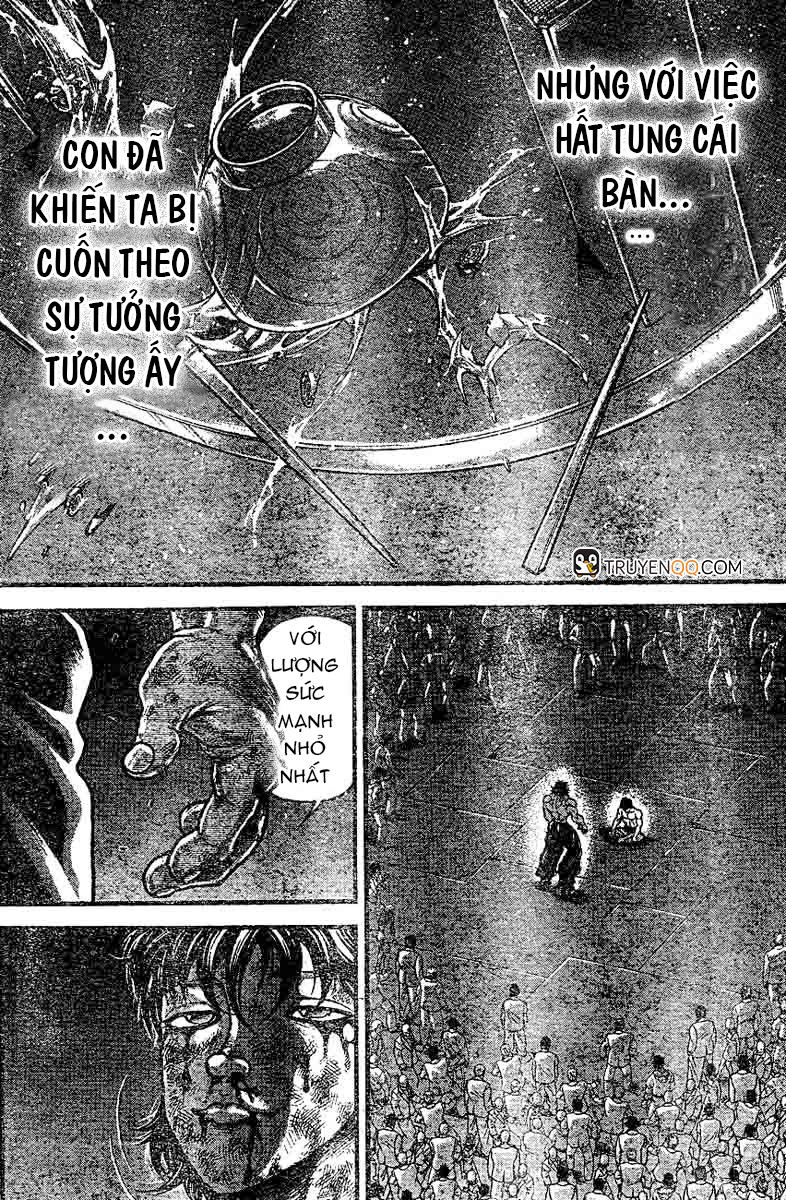 NHƯNG VỚI VIỆC
HẤT TUNG CÁI
BÀN...
...
CON ĐÃ
KHIẾN TA BỊ
CUỐN THEO
SỰ TƯỞNG
TƯỢNG ẤY
...
TRUYENQQ.COM
VỚI
LƯỢNG
SỨC
MẠNH
NHỎ
NHẤT